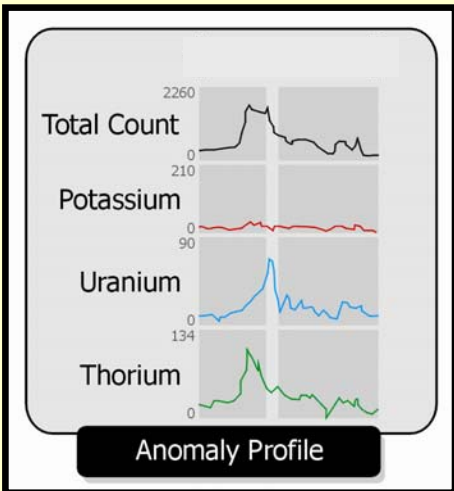 2260
Total Count
0
210
Potassium
0
90
Uranium
0
134
Thorium
0
Anomaly Profile